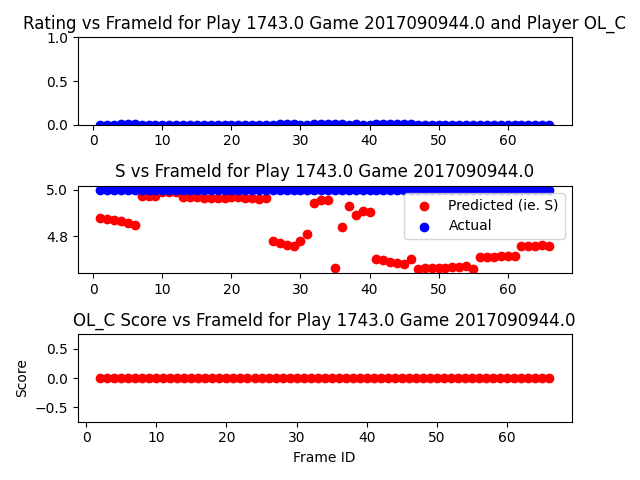 Rating vs FrameId for Play 1743.0 Game 2017090944.0 and Player OL_C
1.0
0.5
0.0
0 10 20 30 40 50 60
S vs FrameId for Play 1743.0 Game 2017090944.0
5.0
4.8
Predicted (ie. S)
Actual
0 10 20 30 40 50 60
OL_C Score vs FrameId for Play 1743.0 Game 2017090944.0
Score
0.5
0.0
−0.5
0 10 20 30 40 50 60
Frame ID